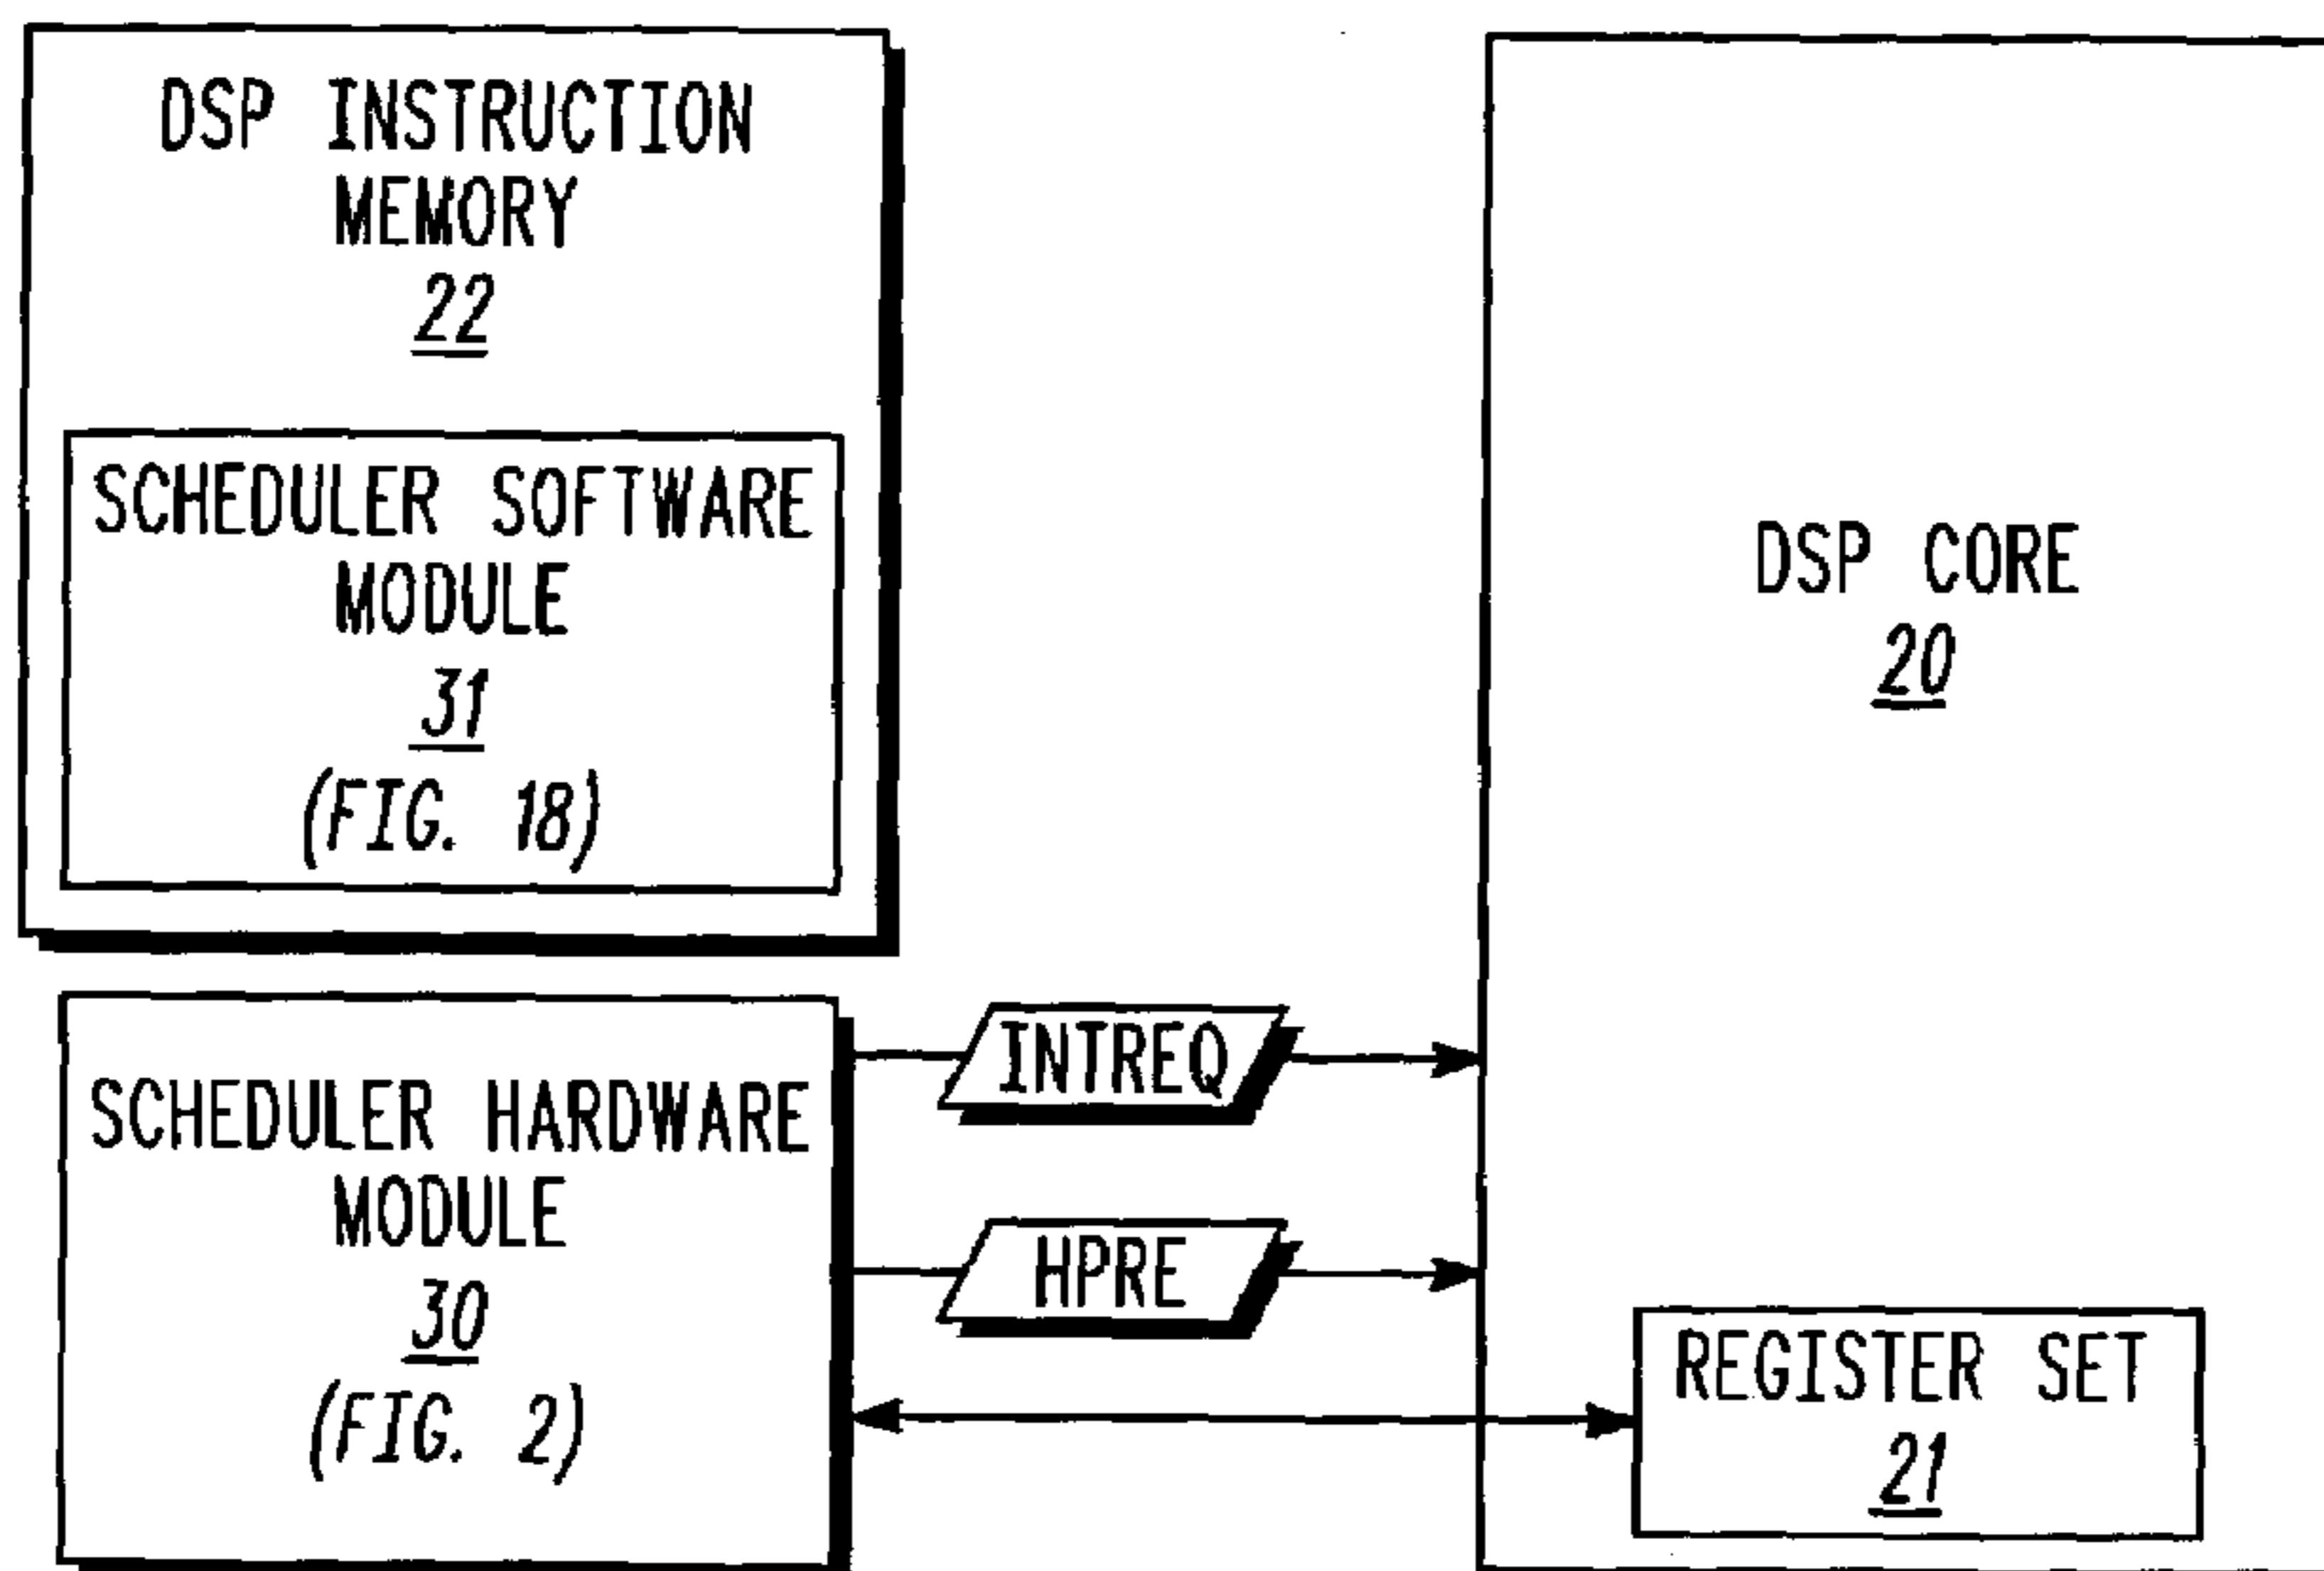 DSP INSTRUCTION
MEMORY
22
SCHEDULER SOFTWARE
MODULE
31
(FIG. 18)
SCHEDULER HARDWARE
MODULE
30
(FIG. 2)
INTREQ
HPRE
DSP CORE
20
REGISTER SET
21